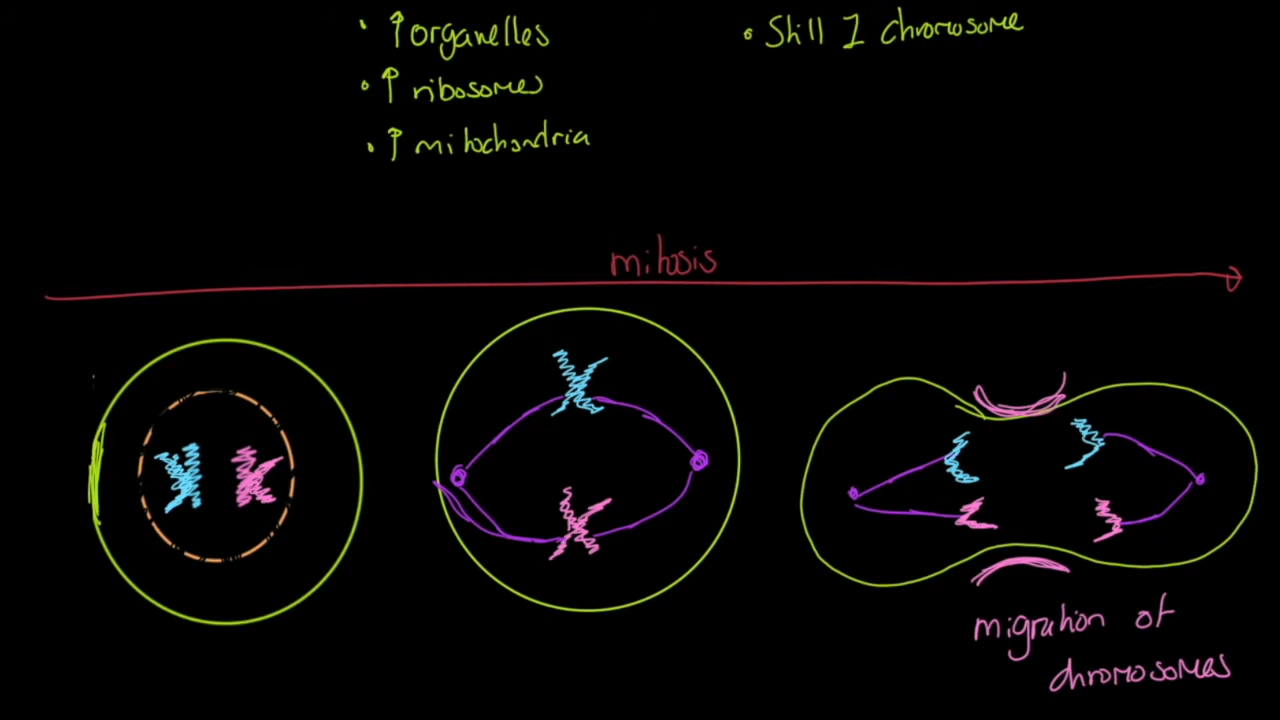 • ↑ organelles
• Still 1 chromosome
• ↑ ribosomes
• ↑ mitochondria
mitosis
migration of
chromosomes